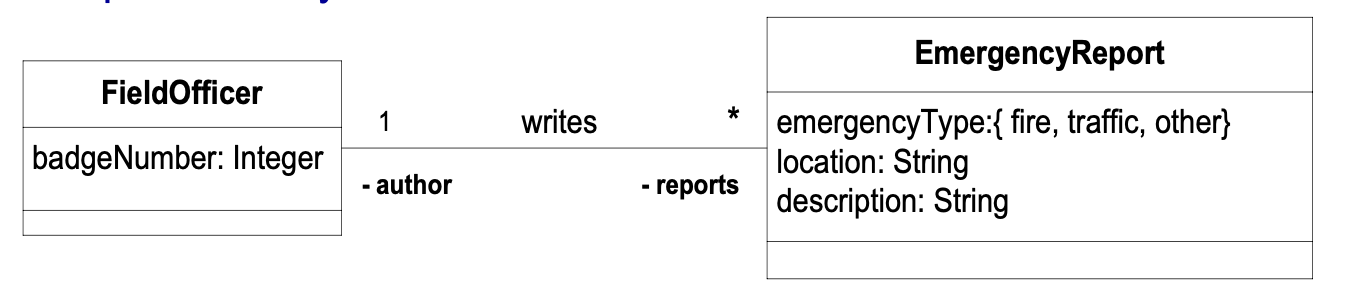 FieldOfficer
badgeNumber: Integer
1 writes *
- author - reports
EmergencyReport
emergencyType:{ fire, traffic, other}
location: String
description: String